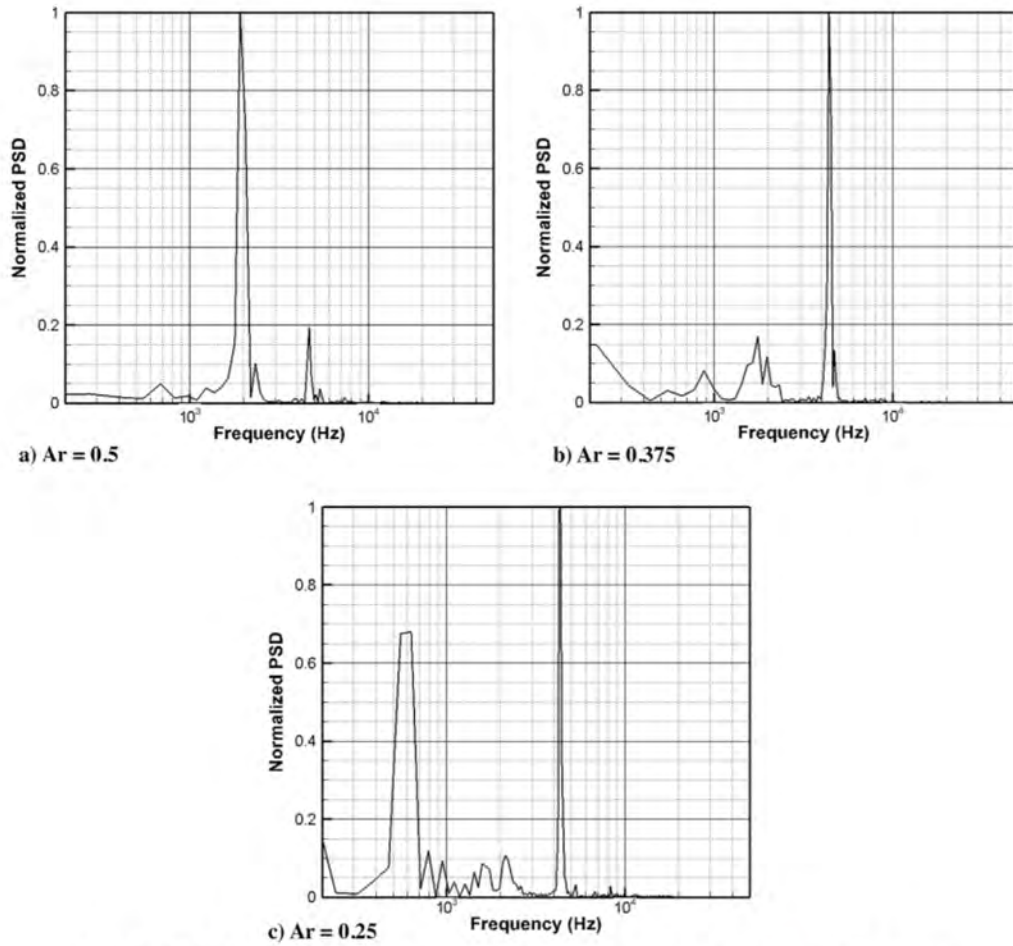 1
0.8
0.6
0.4
0.2
0
Normalized PSD
10³
10⁴
Frequency (Hz)
a) Ar = 0.5
1
0.8
0.6
0.4
0.2
0
Normalized PSD
10³
10⁴
Frequency (Hz)
b) Ar = 0.375
1
0.8
0.6
0.4
0.2
0
Normalized PSD
10³
10⁴
Frequency (Hz)
c) Ar = 0.25